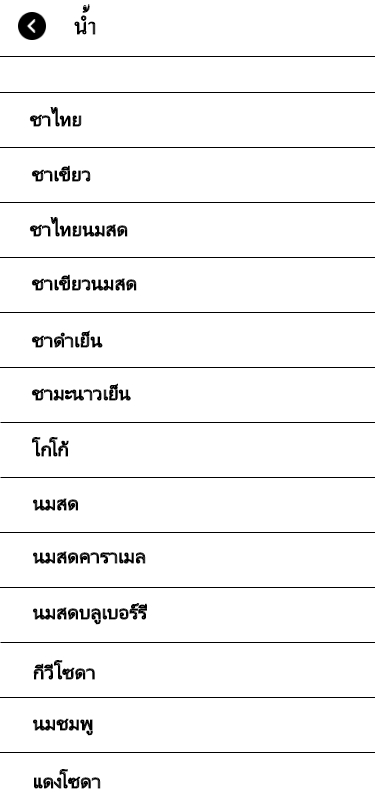 น้ำ
ชาไทย
ชาเขียว
ชาไทยนมสด
ชาเขียวนมสด
ชาดำเย็น
ชามะนาวเย็น
โกโก้
นมสด
นมสดคาราเมล
นมสดบลูเบอร์รี
กีวีโซดา
นมชมพู
แดงโซดา